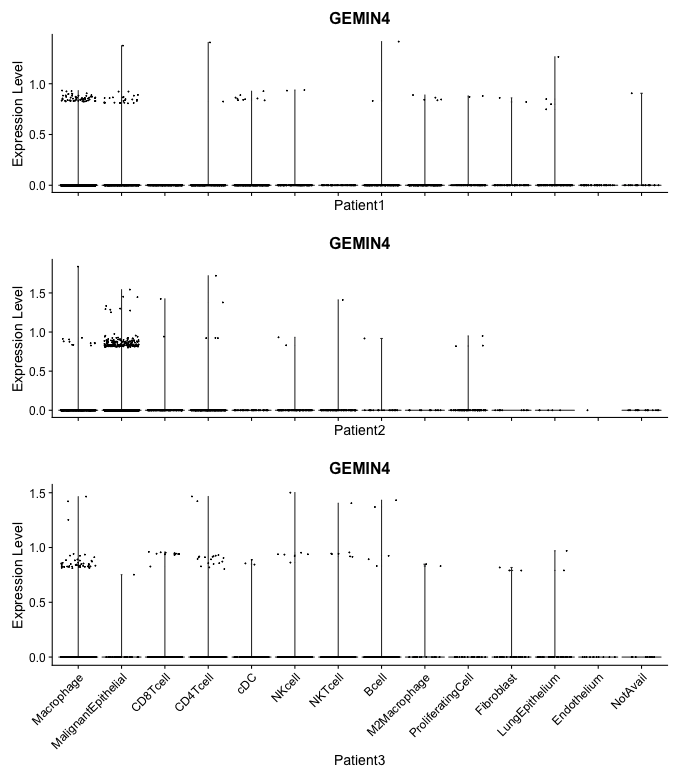 GEMIN4
Expression Level
1.0
0.5
0.0
Patient1
GEMIN4
Expression Level
1.5
1.0
0.5
0.0
Patient2
GEMIN4
Expression Level
1.5
1.0
0.5
0.0
Macrophage
MalignantEpithelial
CD8Tcell
CD4Tcell
cDC
NKcell
NKTcell
Bcell
M2Macrophage
ProliferatingCell
Fibroblast
LungEpithelium
Endothelium
NotAvail
Patient3